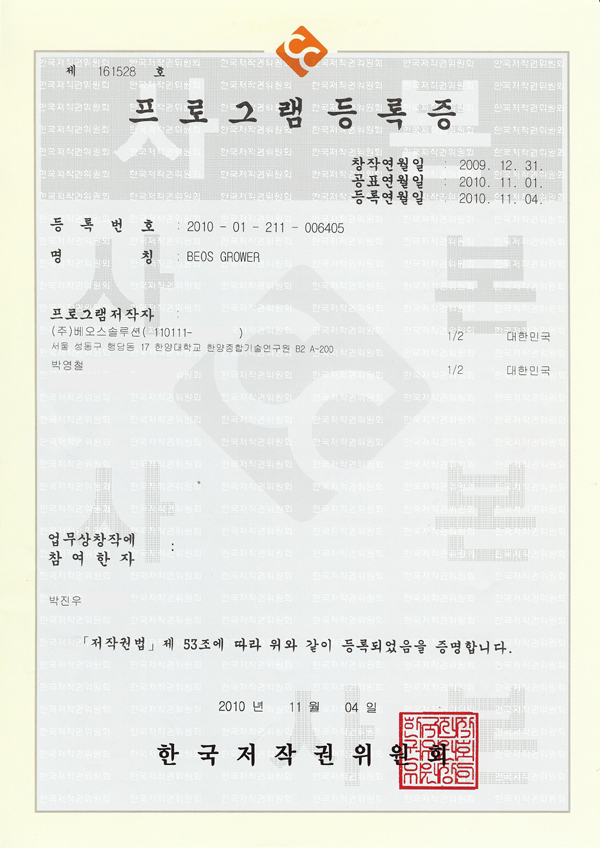 제 161528 호
프로그램등록증
창작연월일 : 2009. 12. 31.
공표연월일 : 2010. 11. 01.
등록연월일 : 2010. 11. 04.
등 록 번 호 : 2010 - 01 - 211 - 006405
명 칭 : BEOS GROWER
프로그램저작자 :
(주)베오스솔루션( 110111- ) 1/2 대한민국
서울 성동구 행당동 17 한양대학교 한양종합기술연구원 B2 A-200
박영철 1/2 대한민국
업무상창작에
참 여 한 자 :
박진우
「저작권법」제 53조에 따라 위와 같이 등록되었음을 증명합니다.
2010 년 11 월 04 일
한국저작권위원회
사본